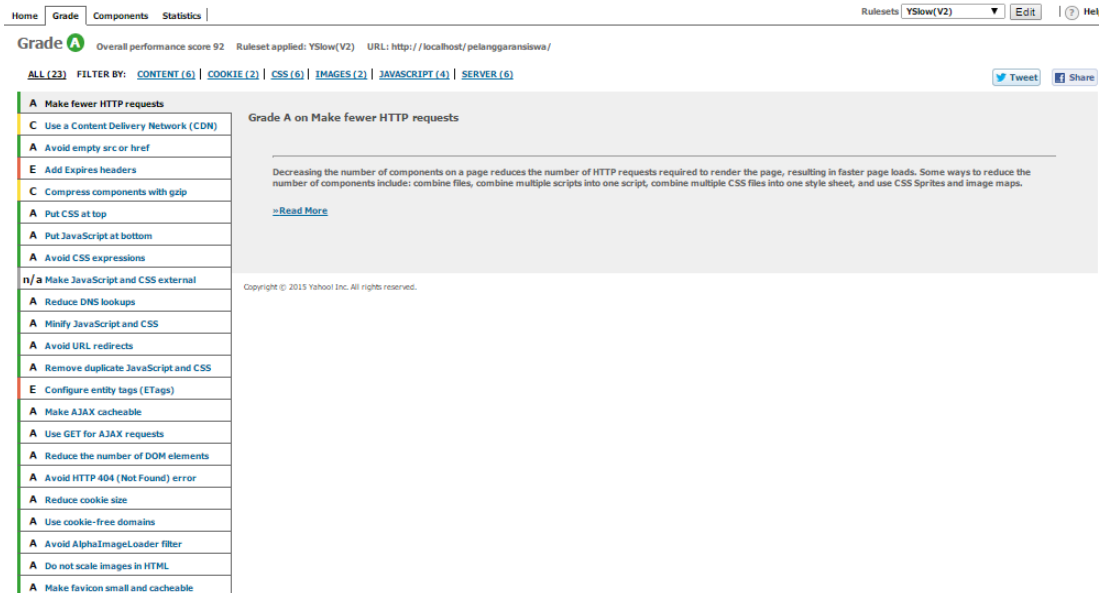 Home Grade Components Statistics Rulesets YSlow(V2) Edit ? Hel
Grade A Overall performance score 92 Ruleset applied: YSlow(V2) URL: http://localhost/pelanggaransiswa/
ALL (23) FILTER BY: CONTENT (6) COOKIE (2) CSS (6) IMAGES (2) JAVASCRIPT (4) SERVER (6)
Tweet Share
A Make fewer HTTP requests
C Use a Content Delivery Network (CDN)
A Avoid empty src or href
E Add Expires headers
C Compress components with gzip
A Put CSS at top
A Put JavaScript at bottom
A Avoid CSS expressions
n/a Make JavaScript and CSS external
A Reduce DNS lookups
A Minify JavaScript and CSS
A Avoid URL redirects
A Remove duplicate JavaScript and CSS
E Configure entity tags (ETags)
A Make AJAX cacheable
A Use GET for AJAX requests
A Reduce the number of DOM elements
A Avoid HTTP 404 (Not Found) error
A Reduce cookie size
A Use cookie-free domains
A Avoid AlphaImageLoader filter
A Do not scale images in HTML
A Make favicon small and cacheable
Grade A on Make fewer HTTP requests
Decreasing the number of components on a page reduces the number of HTTP requests required to render the page, resulting in faster page loads. Some ways to reduce the
number of components include: combine files, combine multiple scripts into one script, combine multiple CSS files into one style sheet, and use CSS Sprites and image maps.
»Read More
Copyright © 2015 Yahoo! Inc. All rights reserved.